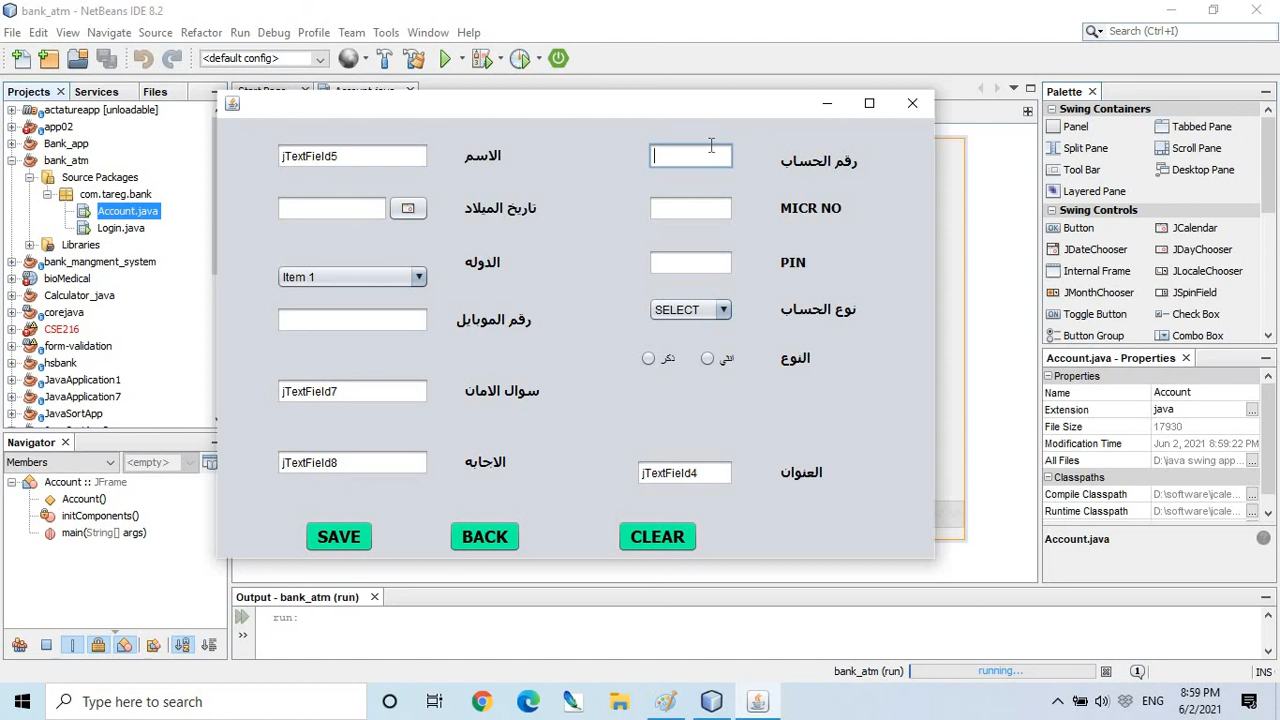 bank_atm - NetBeans IDE 8.2
File Edit View Navigate Source Refactor Run Debug Profile Team Tools Window Help
Search (Ctrl+I)
<default config>
Projects Services Files
actatureapp [unloadable]
app02
Bank_app
bank_atm
Source Packages
com.tareg.bank
Account.java
Login.java
Libraries
bank_mangment_system
bioMedical
Calculator_java
corejava
CSE216
form-validation
hsbank
JavaApplication1
JavaApplication7
JavaSortApp
Navigator
Members <empty>
Account :: JFrame
Account()
initComponents()
main(String[] args)
jTextField5 الاسم رقم الحساب
تاريخ الميلاد MICR NO
الدوله PIN
Item 1
رقم الموبايل SELECT نوع الحساب
ذكر انثي النوع
jTextField7 سوال الامان
jTextField8 الاجابه jTextField4 العنوان
SAVE BACK CLEAR
Output - bank_atm (run)
run:
Palette
Swing Containers
Panel Tabbed Pane
Split Pane Scroll Pane
Tool Bar Desktop Pane
Layered Pane
Swing Controls
Button JCalendar
JDateChooser JDayChooser
Internal Frame JLocaleChooser
JMonthChooser JSpinField
Toggle Button Check Box
Button Group Combo Box
Account.java - Properties
Properties
Name Account
Extension java
File Size 17930
Modification Time Jun 2, 2021 8:59:22 PM
All Files D:\java swing app...
Classpaths
Compile Classpath D:\software\jcale...
Runtime Classpath D:\software\jcale...
Account.java
bank_atm (run) running... 1 INS
Type here to search
ENG
8:59 PM
6/2/2021